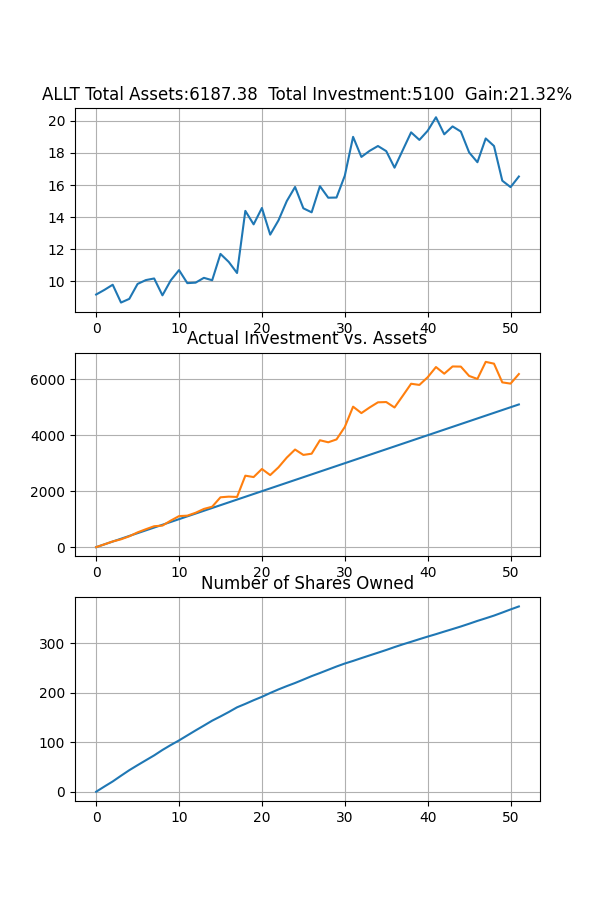 ALLT Total Assets:6187.38  Total Investment:5100  Gain:21.32%
20
18
16
14
12
10
0 10 20 30 40 50
Actual Investment vs. Assets
6000
4000
2000
0
0 10 20 30 40 50
Number of Shares Owned
300
200
100
0
0 10 20 30 40 50